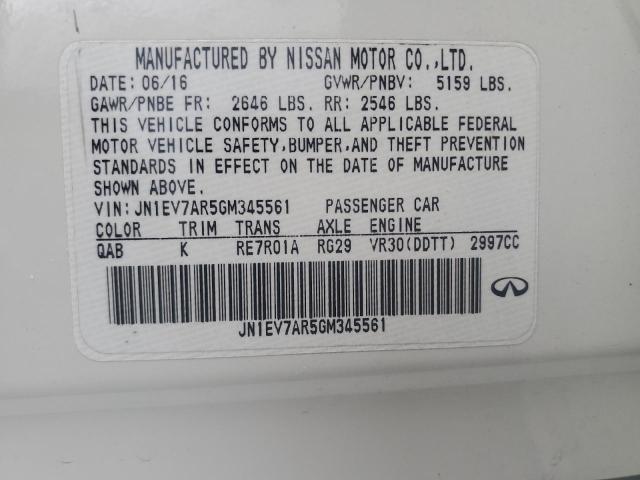 MANUFACTURED BY NISSAN MOTOR CO.,LTD.
DATE: 06/16 GVWR/PNBV: 5159 LBS.
GAWR/PNBE FR: 2646 LBS. RR: 2546 LBS.
THIS VEHICLE CONFORMS TO ALL APPLICABLE FEDERAL
MOTOR VEHICLE SAFETY,BUMPER,AND THEFT PREVENTION
STANDARDS IN EFFECT ON THE DATE OF MANUFACTURE
SHOWN ABOVE.
VIN: JN1EV7AR5GM345561 PASSENGER CAR
COLOR TRIM TRANS AXLE ENGINE
QAB K RE7R01A RG29 VR30(DDTT) 2997CC
JN1EV7AR5GM345561